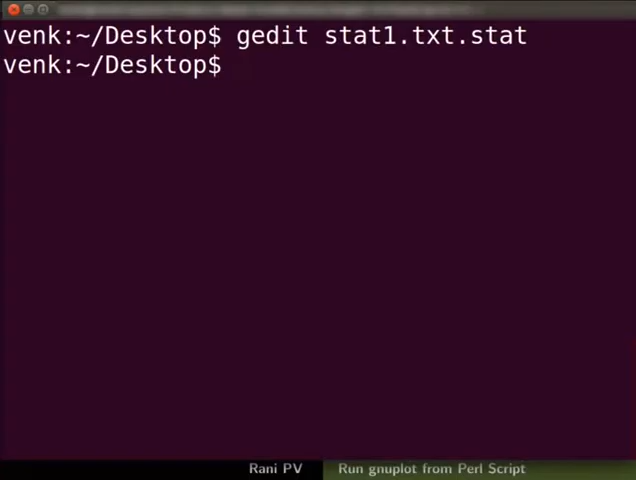 venk:~/Desktop$ gedit stat1.txt.stat
venk:~/Desktop$
Rani PV Run gnuplot from Perl Script